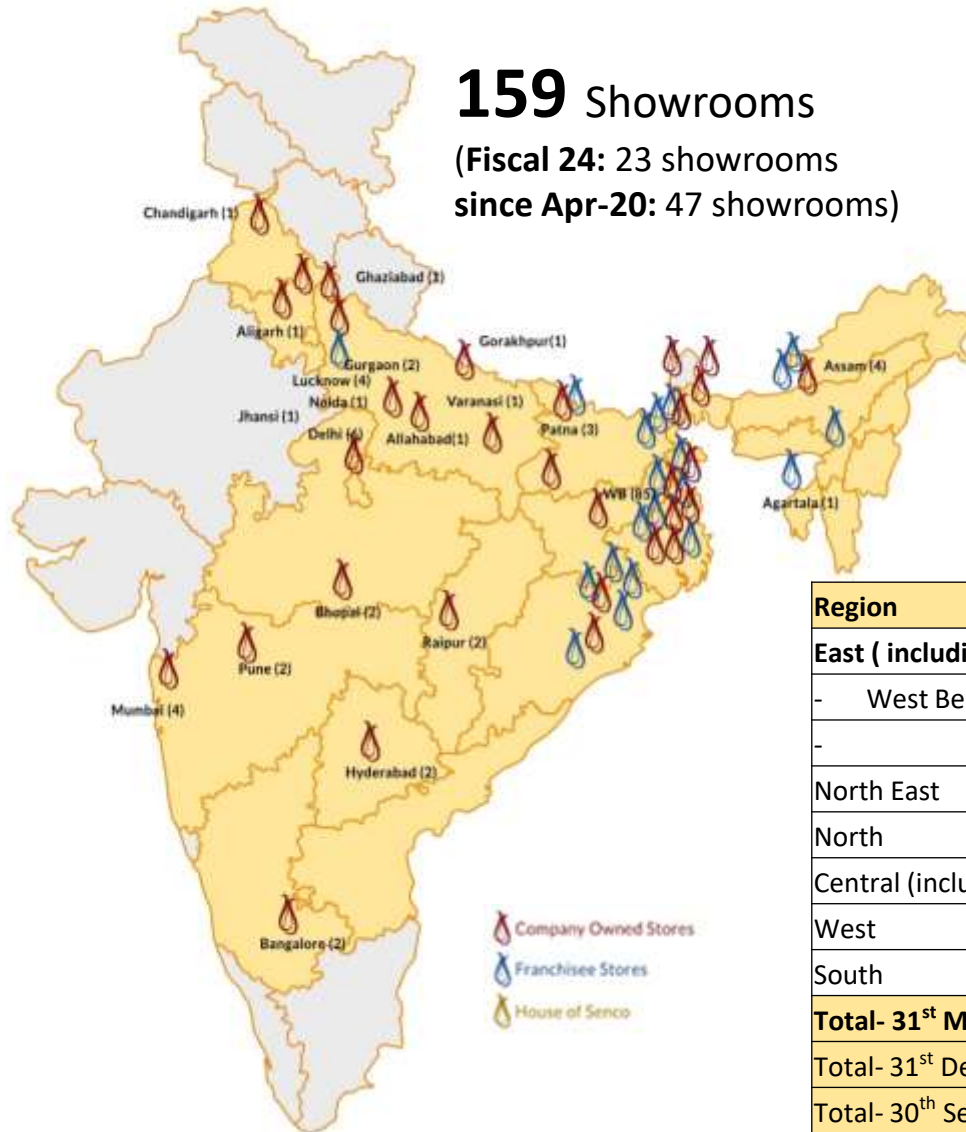 159 Showrooms
(Fiscal 24: 23 showrooms
since Apr-20: 47 showrooms)
Chandigarh (1)
Ghaziabad (1)
Aligarh (1)
Gorakhpur(1)
Gurgaon (2)
Assam (4)
Lucknow (4)
Noida (1)
Varanasi (1)
Jhansi (1)
Delhi (6)
Allahabad(1)
Patna (3)
WB (85)
Agartala (1)
Bhopal (2)
Raipur (2)
Pune (2)
Mumbai (4)
Hyderabad (2)
Bangalore (2)
Company Owned Stores
Franchisee Stores
House of Senco
Region
East ( includi
- West Be
-
North East
North
Central (inclu
West
South
Total- 31st M
Total- 31st De
Total- 30th Se